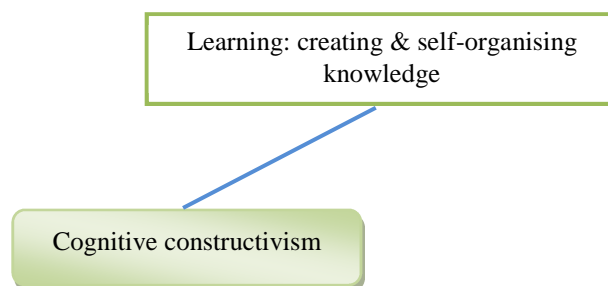 Learning: creating & self-organising
knowledge
Cognitive constructivism